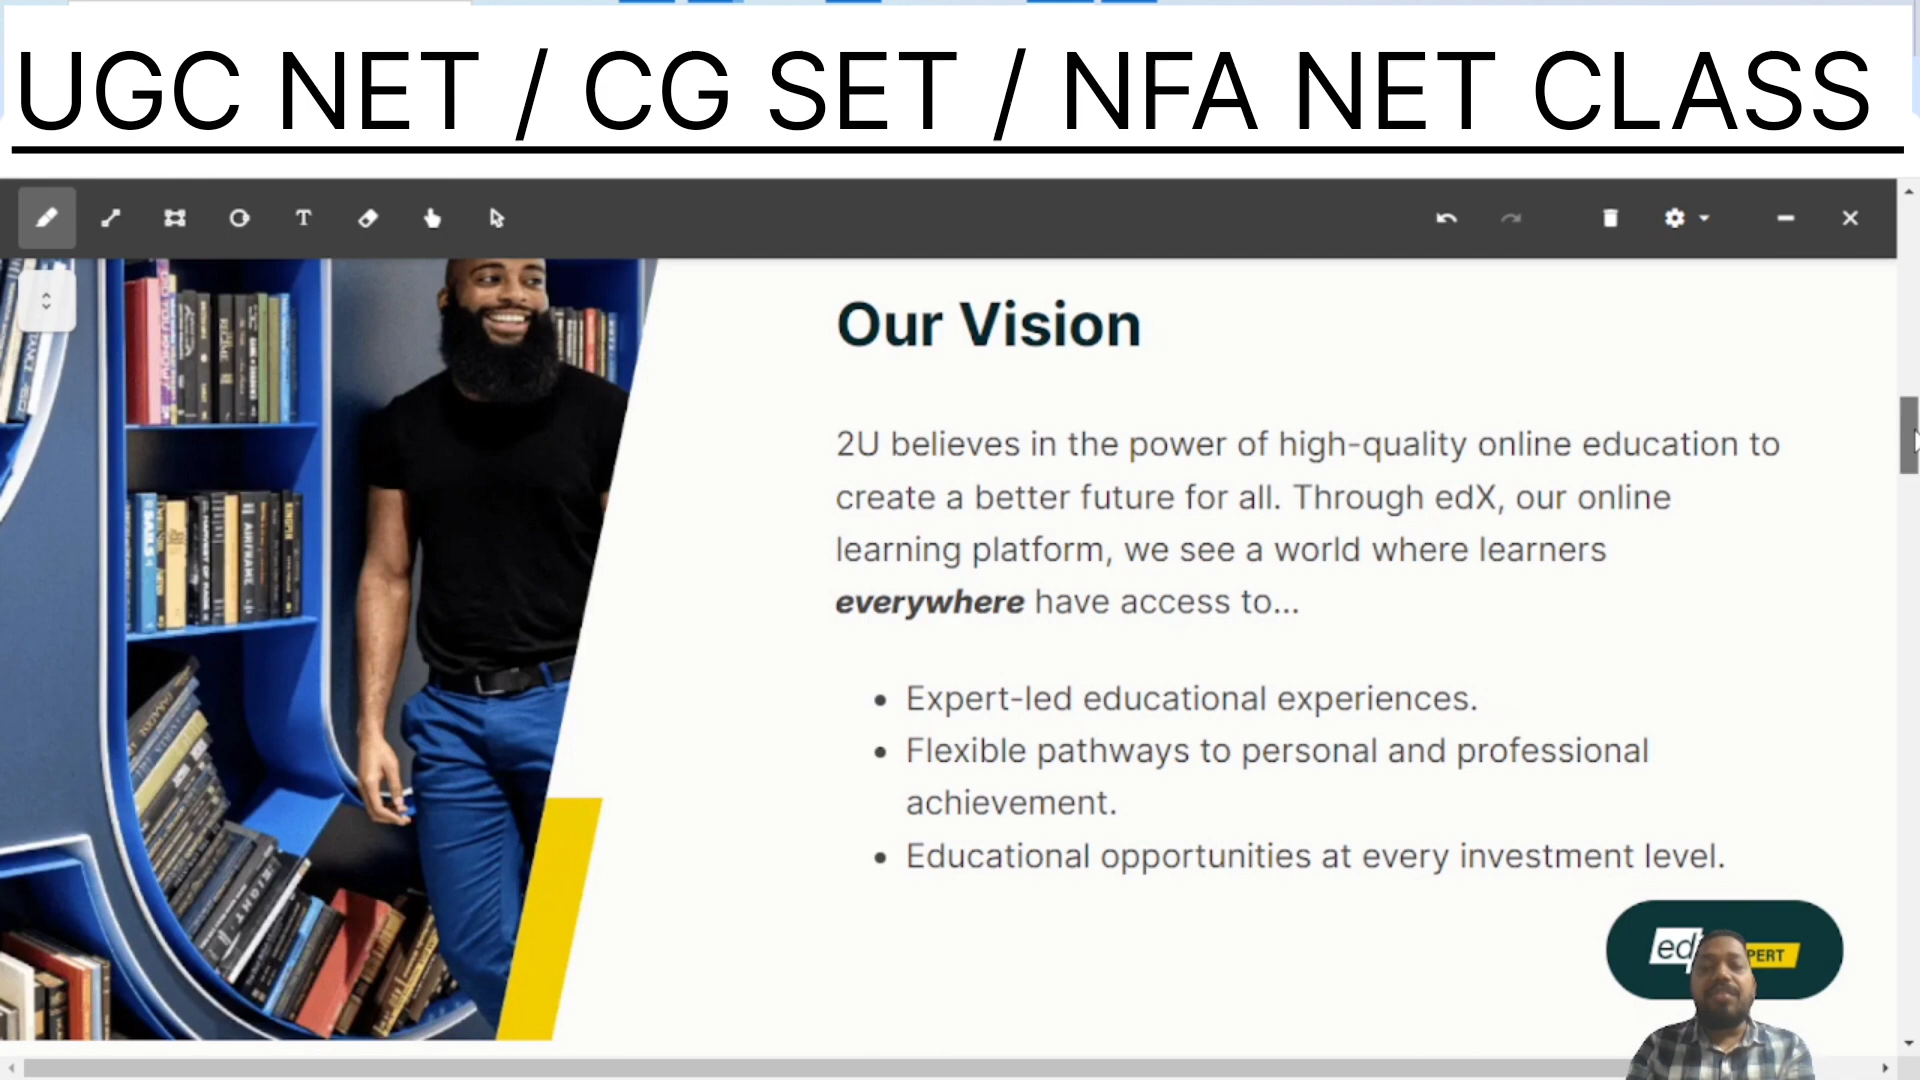 UGC NET / CG SET / NFA NET CLASS
T
Our Vision
2U believes in the power of high-quality online education to
create a better future for all. Through edX, our online
learning platform, we see a world where learners
everywhere have access to...
• Expert-led educational experiences.
• Flexible pathways to personal and professional
achievement.
• Educational opportunities at every investment level.
AIRFRAME